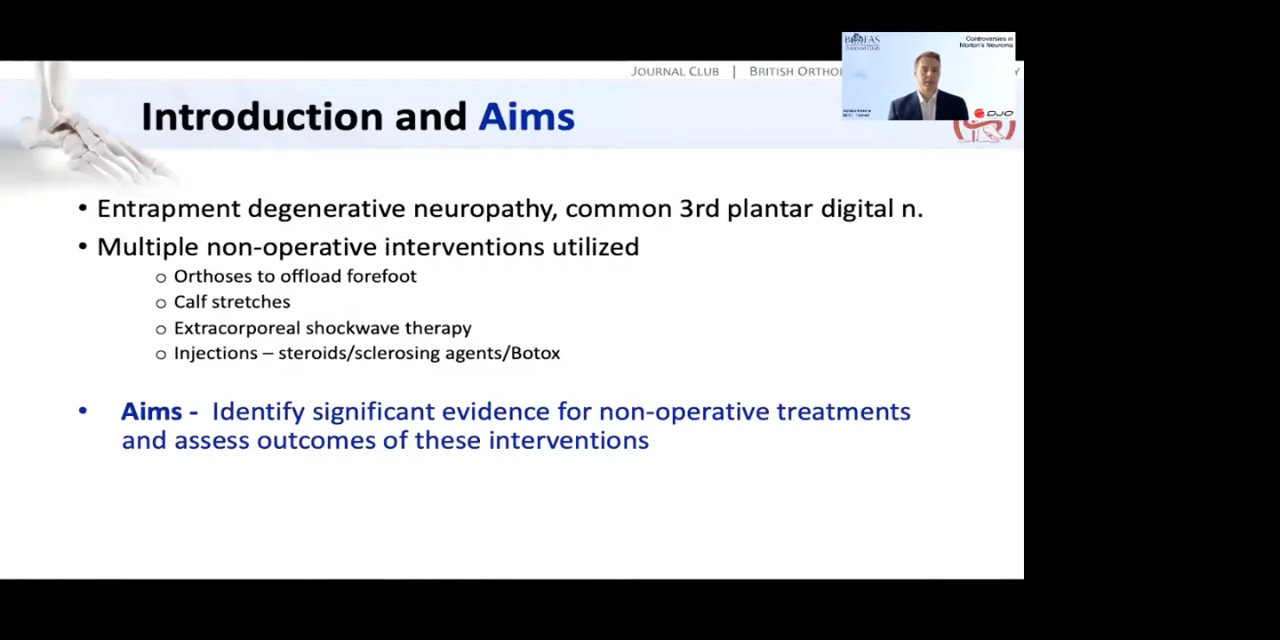 JOURNAL CLUB | BRITISH ORTHO
Controversies in
Morton's Neuroma
Journal Club
DJO
Introduction and Aims
• Entrapment degenerative neuropathy, common 3rd plantar digital n.
• Multiple non-operative interventions utilized
o Orthoses to offload forefoot
o Calf stretches
o Extracorporeal shockwave therapy
o Injections – steroids/sclerosing agents/Botox
• Aims - Identify significant evidence for non-operative treatments
and assess outcomes of these interventions